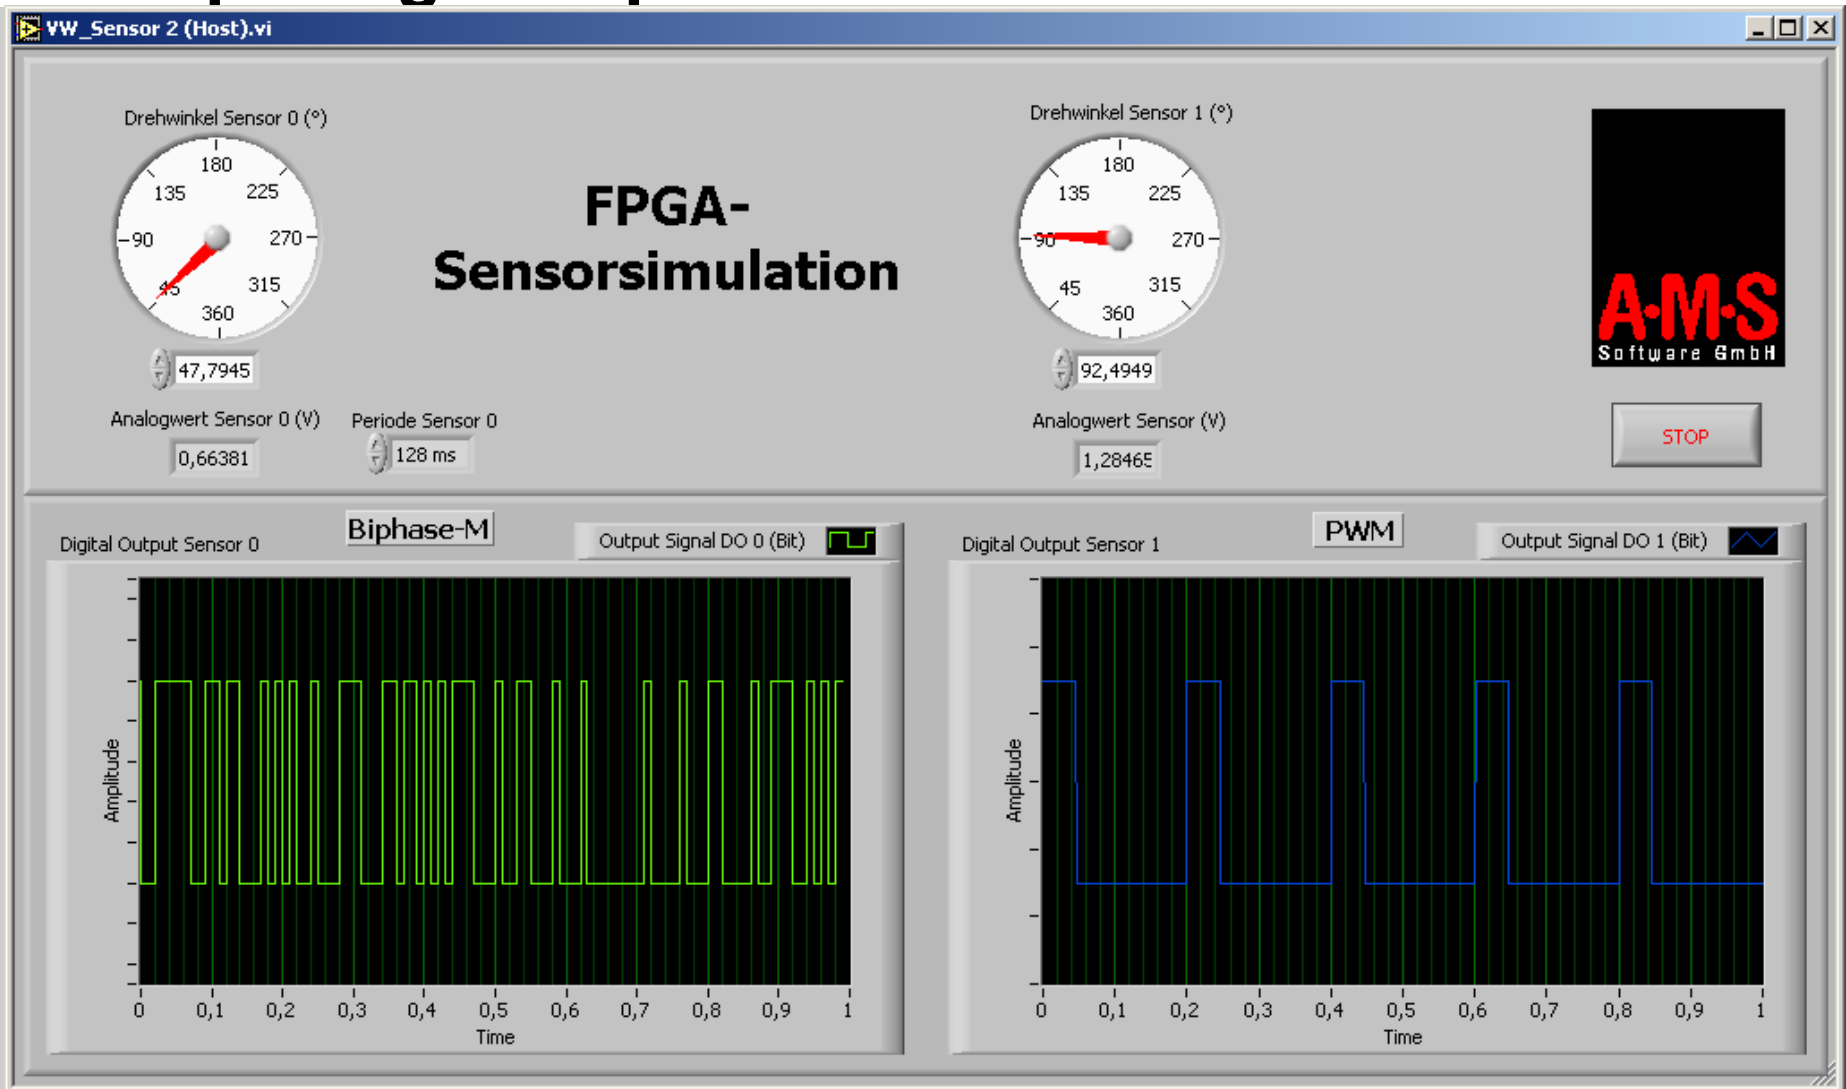 VW_Sensor 2 (Host).vi
Drehwinkel Sensor 0 (°)
180
135 225
90 270
45 315
360
47,7945
Analogwert Sensor 0 (V)
0,66381
Periode Sensor 0
128 ms
FPGA-
Sensorsimulation
Drehwinkel Sensor 1 (°)
180
135 225
90 270
45 315
360
92,4949
Analogwert Sensor (V)
1,28465
A·M·S
Software GmbH
STOP
Digital Output Sensor 0
Biphase-M
Output Signal DO 0 (Bit)
Amplitude
0 0,1 0,2 0,3 0,4 0,5 0,6 0,7 0,8 0,9 1
Time
Digital Output Sensor 1
PWM
Output Signal DO 1 (Bit)
Amplitude
0 0,1 0,2 0,3 0,4 0,5 0,6 0,7 0,8 0,9 1
Time